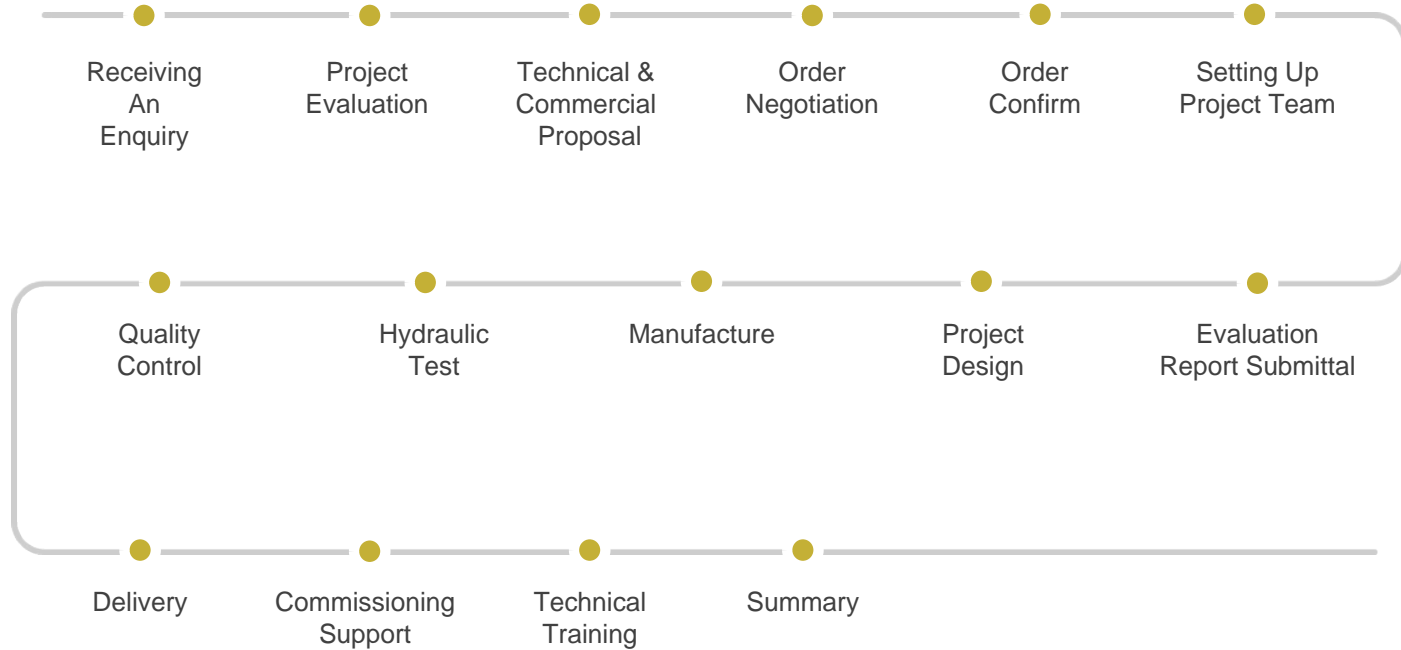 Receiving
An
Enquiry
Project
Evaluation
Technical &
Commercial
Proposal
Order
Negotiation
Order
Confirm
Setting Up
Project Team
Quality
Control
Hydraulic
Test
Manufacture
Project
Design
Evaluation
Report Submittal
Delivery
Commissioning
Support
Technical
Training
Summary